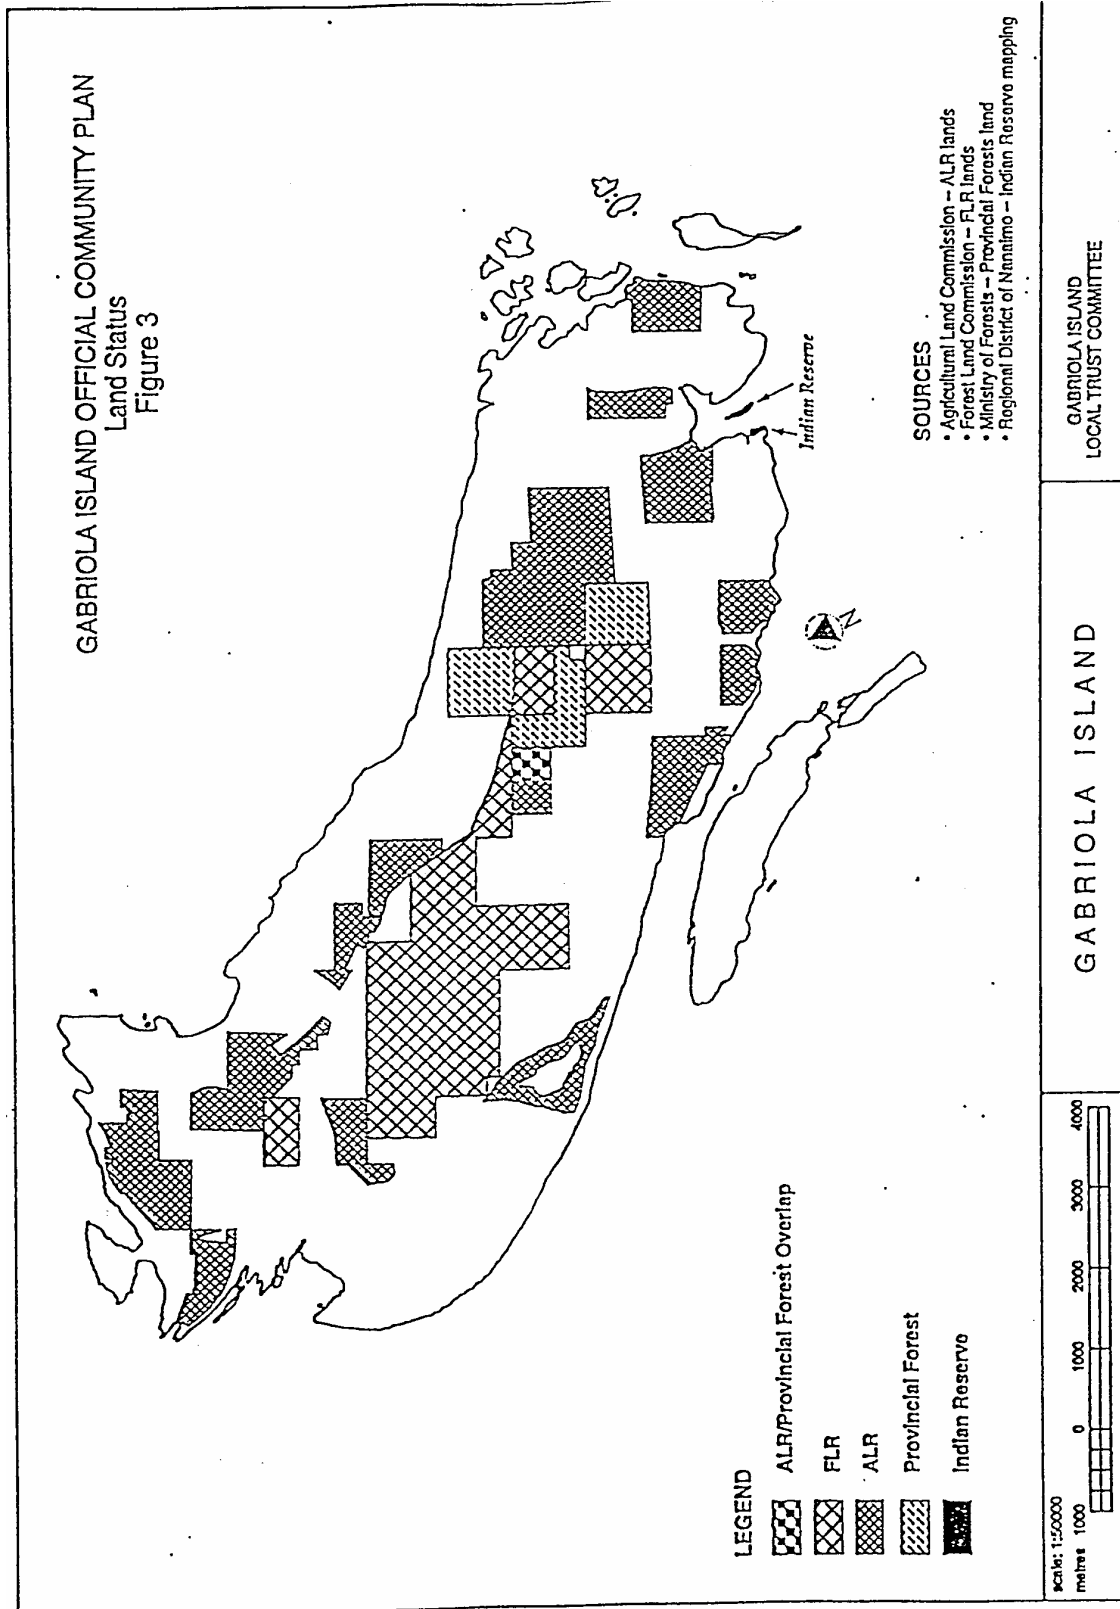 GABRIOLA ISLAND OFFICIAL COMMUNITY PLAN
Land Status
Figure 3
Indian Reserve
N
SOURCES
• Agricultural Land Commission – ALR lands
• Forest Land Commission – FLR lands
• Ministry of Forests – Provincial Forests land
• Regional District of Nanaimo – Indian Reserve mapping
LEGEND
ALR/Provincial Forest Overlap
FLR
ALR
Provincial Forest
Indian Reserve
scale: 1:50000
metres 1000 0 1000 2000 3000 4000
GABRIOLA ISLAND
GABRIOLA ISLAND
LOCAL TRUST COMMITTEE